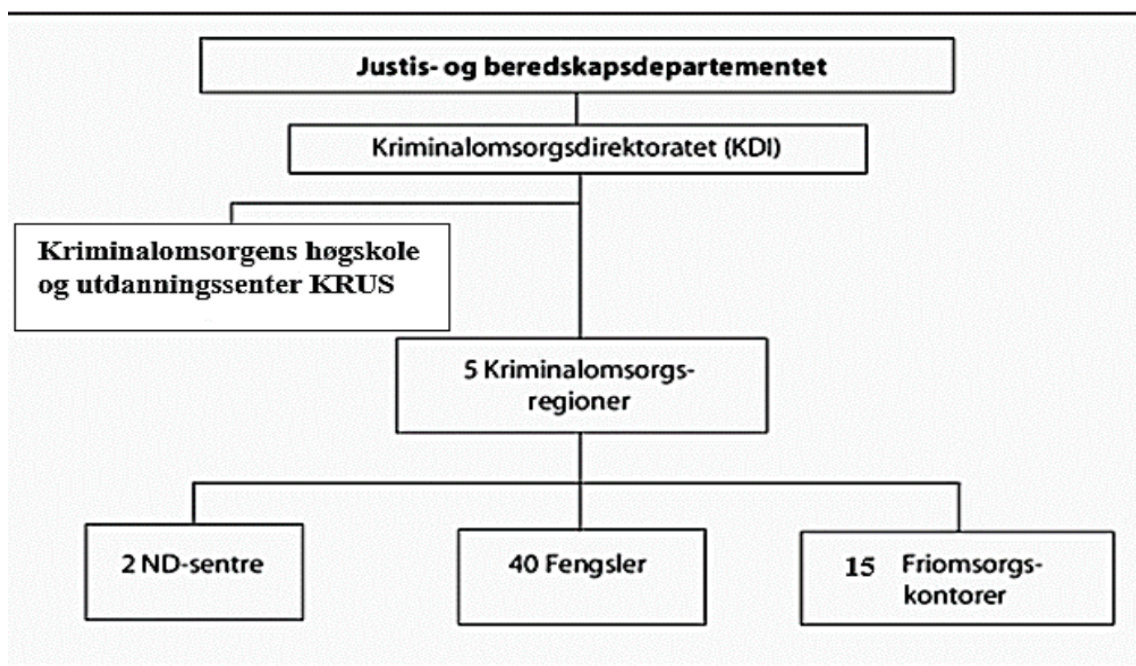 Justis- og beredskapsdepartementet
Kriminalomsorgsdirektoratet (KDI)
Kriminalomsorgens høgskole
og utdanningssenter KRUS
5 Kriminalomsorgs-
regioner
2 ND-sentre
40 Fengsler
15 Friomsorgs-
kontorer